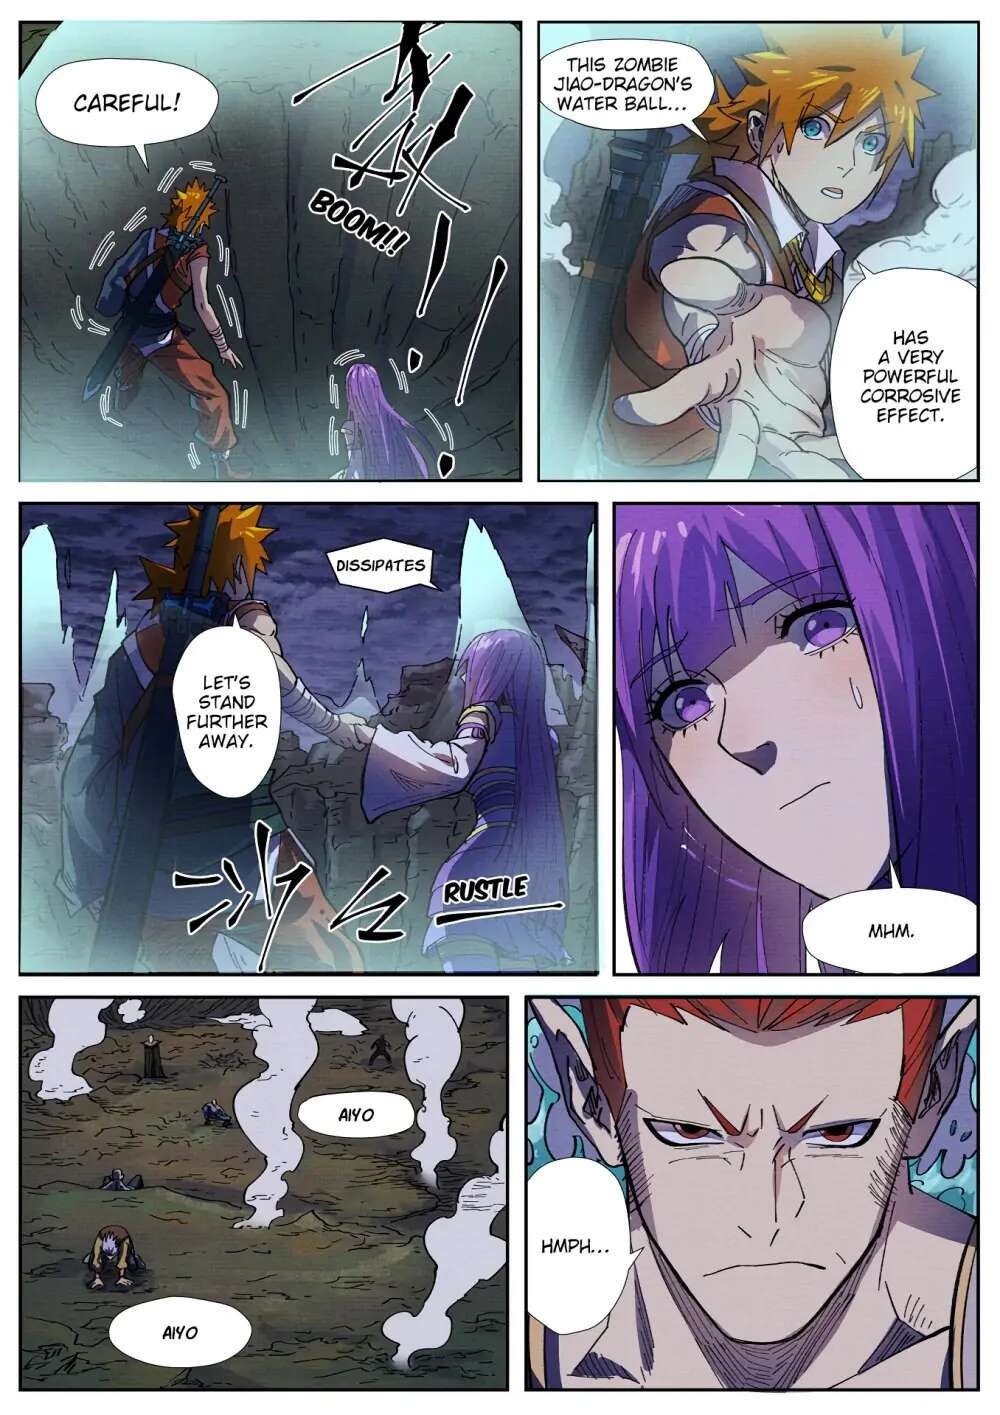 CAREFUL!
BOOM!!
THIS ZOMBIE
JIAO-DRAGON'S
WATER BALL...
HAS
A VERY
POWERFUL
CORROSIVE
EFFECT.
DISSIPATES
LET'S
STAND
FURTHER
AWAY.
RUSTLE
MHM.
AIYO
AIYO
HMPH...